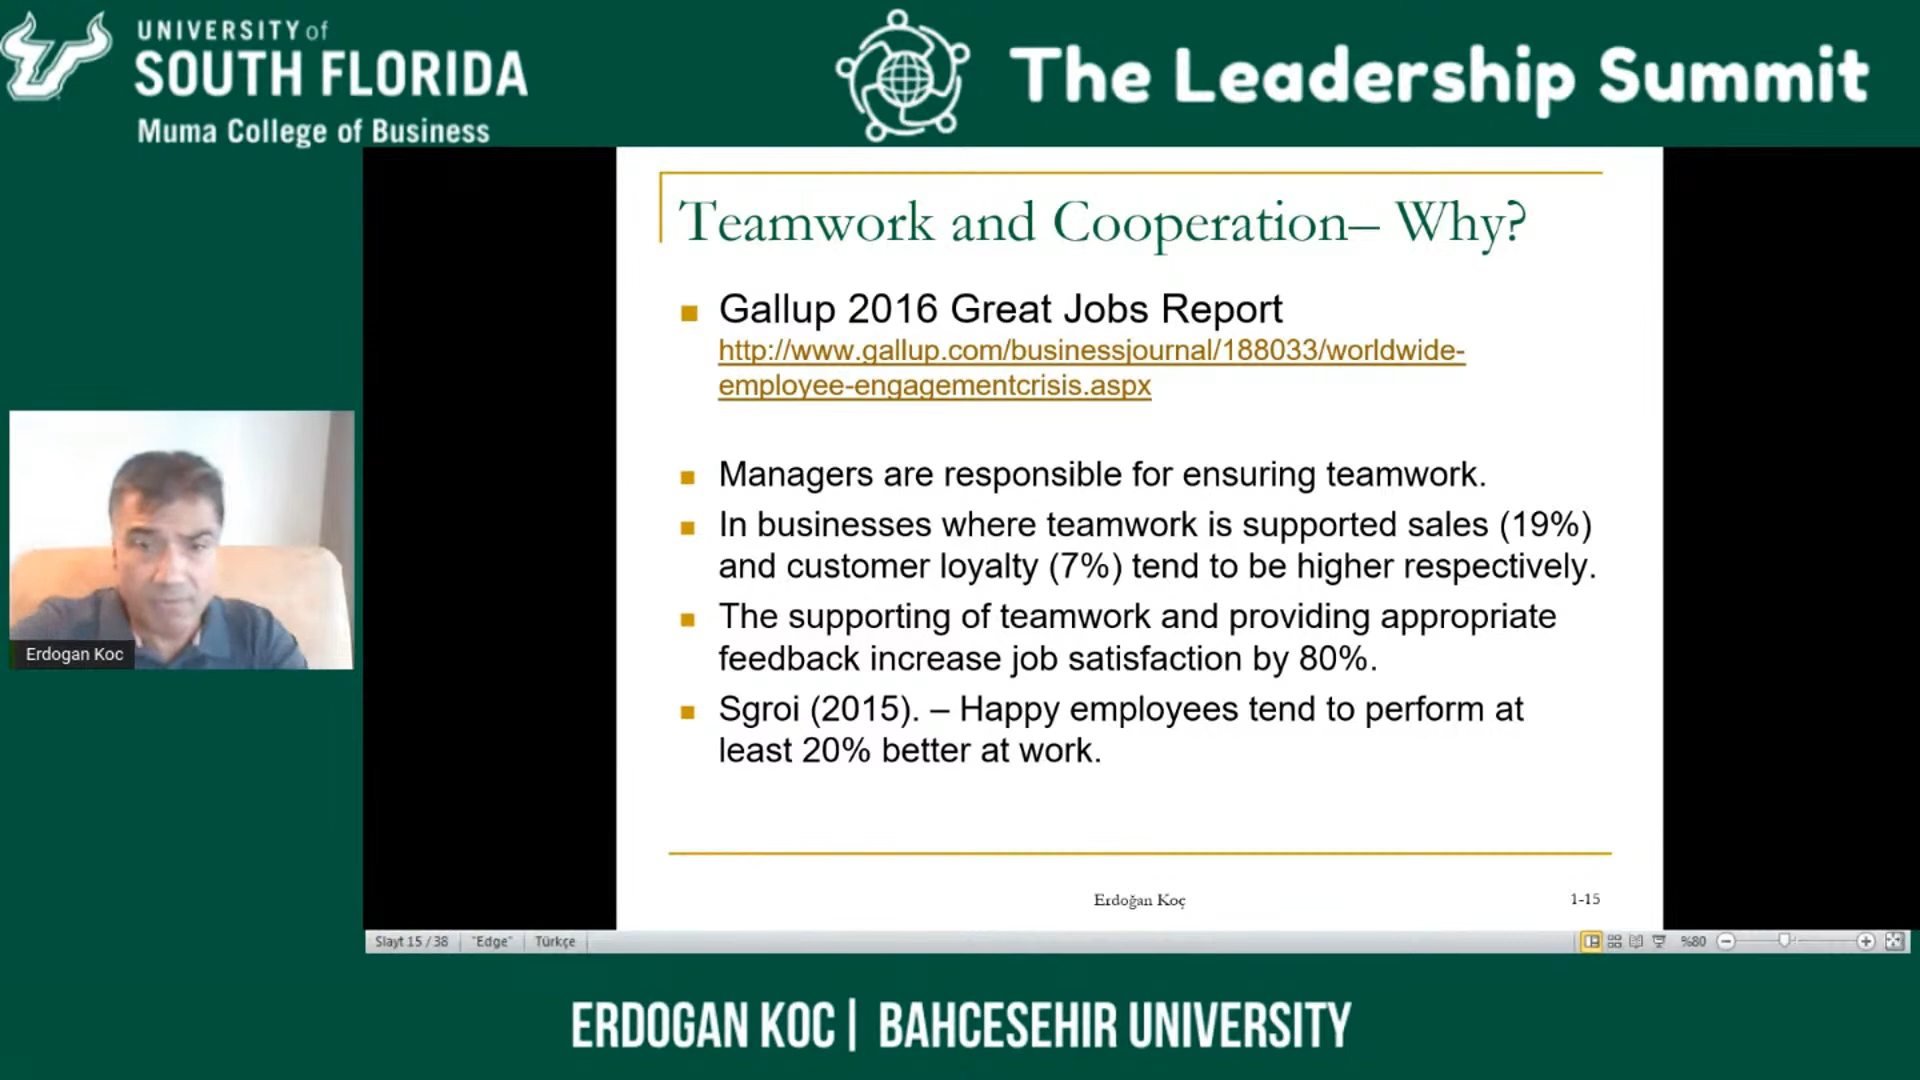 UNIVERSITY of
SOUTH FLORIDA
Muma College of Business
The Leadership Summit
Teamwork and Cooperation– Why?
Gallup 2016 Great Jobs Report
http://www.gallup.com/businessjournal/188033/worldwide-
employee-engagementcrisis.aspx
Managers are responsible for ensuring teamwork.
In businesses where teamwork is supported sales (19%)
and customer loyalty (7%) tend to be higher respectively.
The supporting of teamwork and providing appropriate
feedback increase job satisfaction by 80%.
Sgroi (2015). – Happy employees tend to perform at
least 20% better at work.
Erdoğan Koç
1-15
Erdogan Koc
Slayt 15 / 38
"Edge"
Türkçe
%80
ERDOGAN KOC | BAHCESEHIR UNIVERSITY